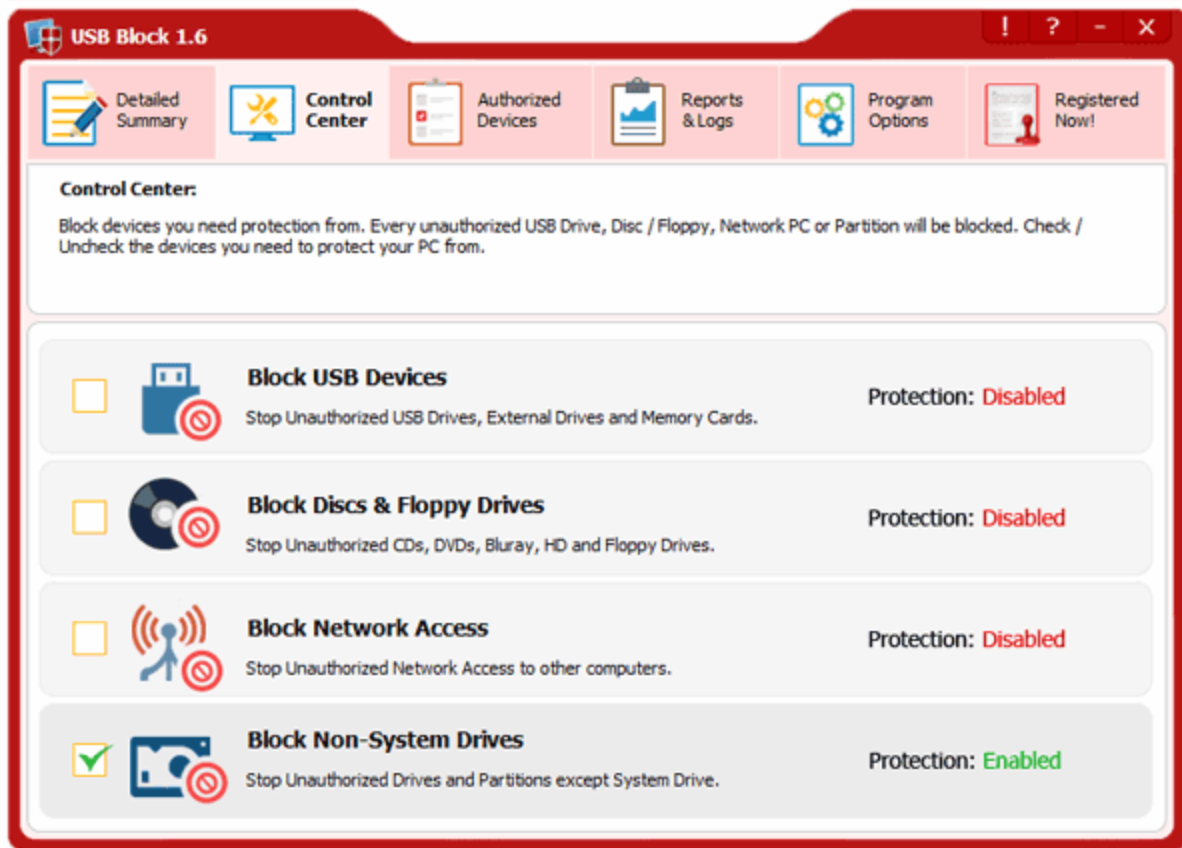 USB Block 1.6
! ? – X
Detailed
Summary
Control
Center
Authorized
Devices
Reports
& Logs
Program
Options
Registered
Now!
Control Center:
Block devices you need protection from. Every unauthorized USB Drive, Disc / Floppy, Network PC or Partition will be blocked. Check /
Uncheck the devices you need to protect your PC from.
Block USB Devices
Stop Unauthorized USB Drives, External Drives and Memory Cards.
Protection: Disabled
Block Discs & Floppy Drives
Stop Unauthorized CDs, DVDs, Bluray, HD and Floppy Drives.
Protection: Disabled
Block Network Access
Stop Unauthorized Network Access to other computers.
Protection: Disabled
Block Non-System Drives
Stop Unauthorized Drives and Partitions except System Drive.
Protection: Enabled